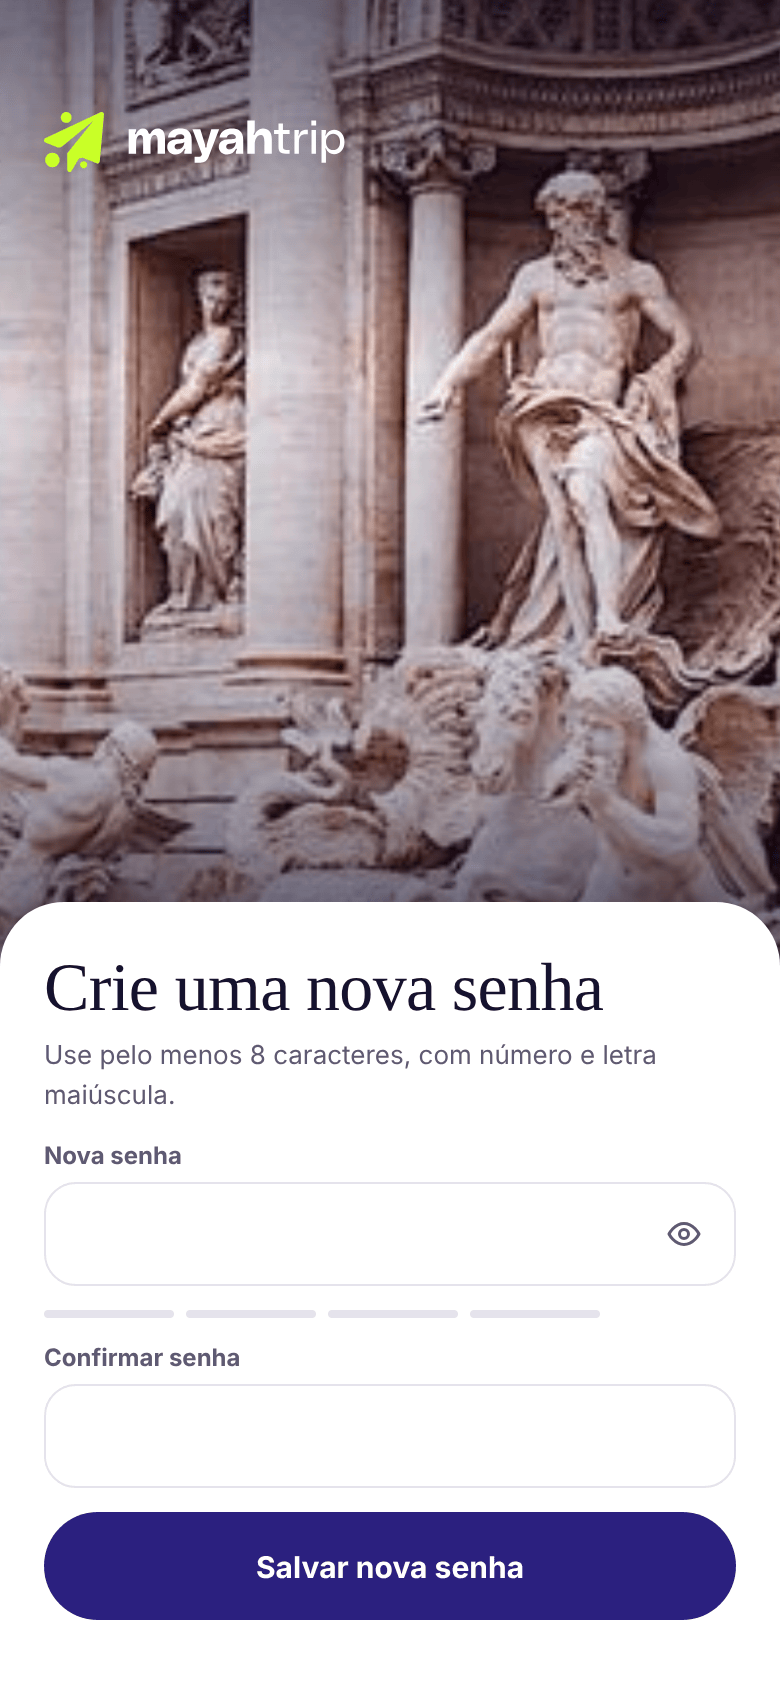 mayahtrip
Crie uma nova senha
Use pelo menos 8 caracteres, com número e letra
maiúscula.
Nova senha
Confirmar senha
Salvar nova senha